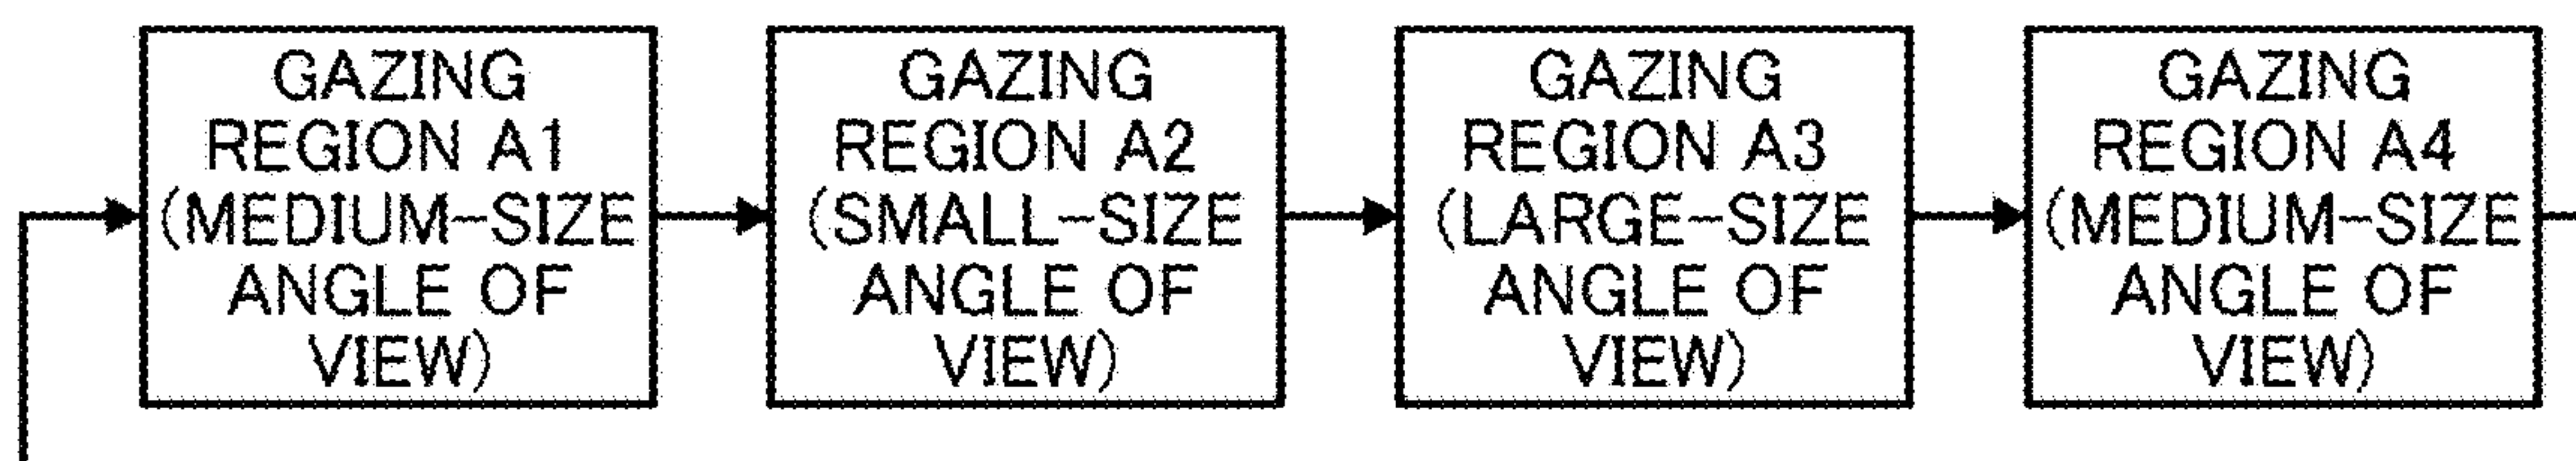 GAZING
REGION A1
(MEDIUM-SIZE
ANGLE OF
VIEW)
GAZING
REGION A2
(SMALL-SIZE
ANGLE OF
VIEW)
GAZING
REGION A3
(LARGE-SIZE
ANGLE OF
VIEW)
GAZING
REGION A4
(MEDIUM-SIZE
ANGLE OF
VIEW)